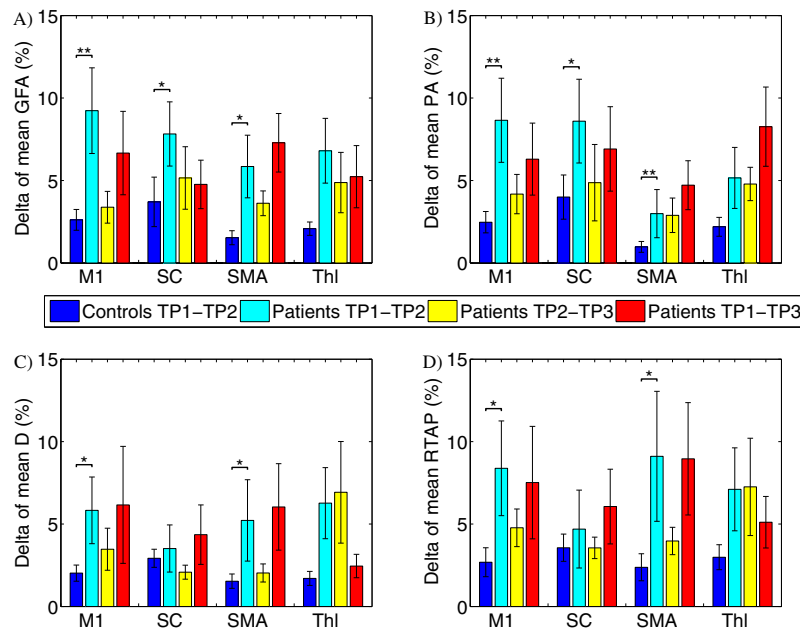 A)
Delta of mean GFA (%)
15
10
5
0
** * *
M1 SC SMA Thl
B)
Delta of mean PA (%)
15
10
5
0
** * **
M1 SC SMA Thl
Controls TP1−TP2 Patients TP1−TP2 Patients TP2−TP3 Patients TP1−TP3
C)
Delta of mean D (%)
15
10
5
0
* *
M1 SC SMA Thl
D)
Delta of mean RTAP (%)
15
10
5
0
* *
M1 SC SMA Thl